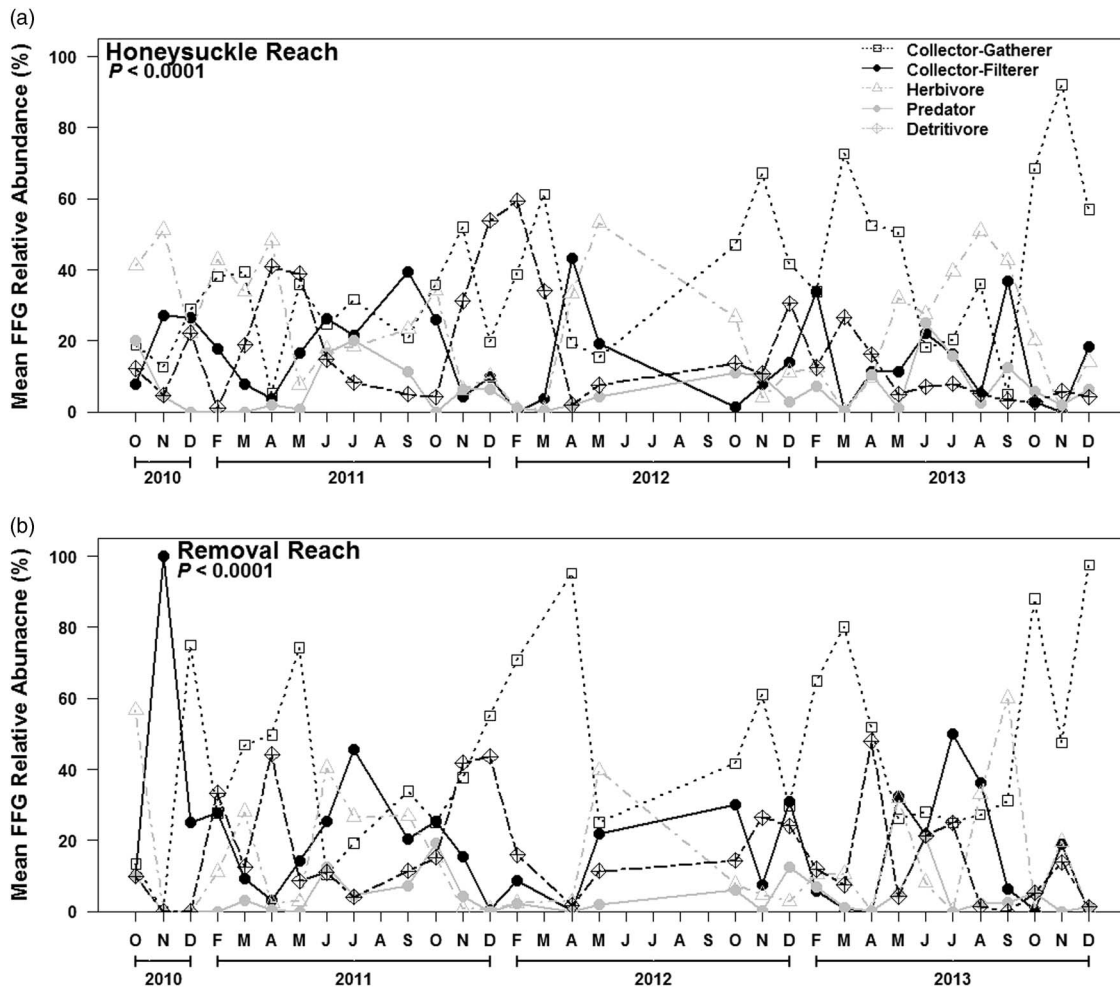 (a)
Honeysuckle Reach
P < 0.0001
Collector-Gatherer
Collector-Filterer
Herbivore
Predator
Detritivore
Mean FFG Relative Abundance (%)
100
80
60
40
20
0
O N D F M A M J J A S O N D F M A M J J A S O N D F M A M J J A S O N D
2010 2011 2012 2013
(b)
Removal Reach
P < 0.0001
Mean FFG Relative Abunacne (%)
100
80
60
40
20
0
O N D F M A M J J A S O N D F M A M J J A S O N D F M A M J J A S O N D
2010 2011 2012 2013